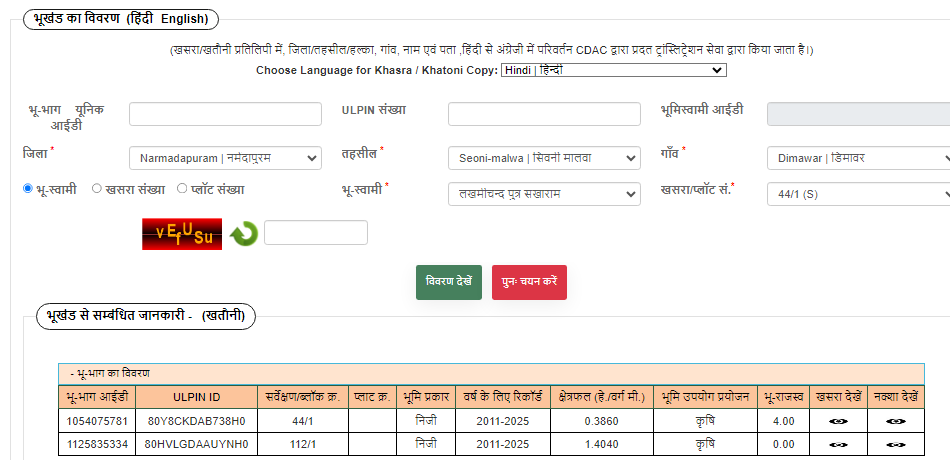 भूखंड का विवरण (हिंदी English)
(खसरा/खतौनी प्रतिलिपी में, जिला/तहसील/हल्का, गांव, नाम एवं पता ,हिंदी से अंग्रेजी में परिवर्तन CDAC द्वारा प्रदत ट्रांस्लिट्रेशन सेवा द्वारा किया जाता है।)
Choose Language for Khasra / Khatoni Copy: Hindi | हिन्दी
भू-भाग यूनिक आईडी ULPIN संख्या भूमिस्वामी आईडी
जिला * Narmadapuram | नर्मदापुरम तहसील * Seoni-malwa | सिवनी मालवा गाँव * Dimawar | डिमावर
भू-स्वामी खसरा संख्या प्लॉट संख्या भू-स्वामी * लखमीचन्द पुत्र सखाराम खसरा/प्लॉट सं.* 44/1 (S)
vEfUSu
विवरण देखें पुनः चयन करें
भूखंड से सम्बंधित जानकारी - (खतौनी)
- भू-भाग का विवरण
भू-भाग आईडी ULPIN ID सर्वेक्षण/ब्लॉक क्र. प्लाट क्र. भूमि प्रकार वर्ष के लिए रिकॉर्ड क्षेत्रफल (हे./वर्ग मी.) भूमि उपयोग प्रयोजन भू-राजस्व खसरा देखें नक्शा देखें
1054075781 80Y8CKDAB738H0 44/1 निजी 2011-2025 0.3860 कृषि 4.00
1125835334 80HVLGDAAUYNH0 112/1 निजी 2011-2025 1.4040 कृषि 0.00